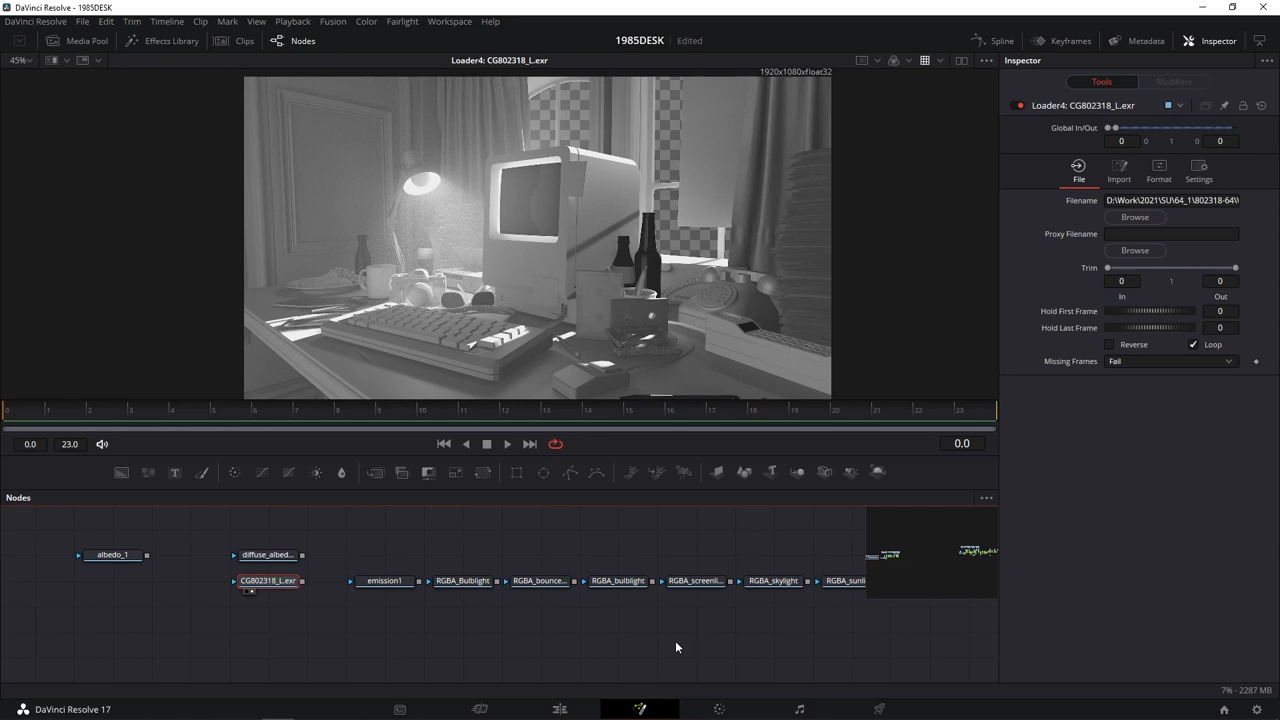 DaVinci Resolve - 1985DESK
DaVinci Resolve File Edit Trim Timeline Clip Mark View Playback Fusion Color Fairlight Workspace Help
Media Pool Effects Library Clips Nodes 1985DESK Edited Spline Keyframes Metadata Inspector
45% Loader4: CG802318_L.exr Inspector
1920x1080xfloat32
Tools Modifiers
Loader4: CG802318_L.exr
Global In/Out
0 0 1 0 0
File Import Format Settings
Filename D:\Work\2021\SU\64_1\802318-64\\
Browse
Proxy Filename
Browse
Trim
0 1 0
In Out
Hold First Frame 0
Hold Last Frame 0
Reverse Loop
Missing Frames Fail
0 1 2 3 4 5 6 7 8 9 10 11 12 13 14 15 16 17 18 19 20 21 22 23
0.0 23.0 0.0
Nodes
albedo_1 diffuse_albed...
CG802318_L.exr emission1 RGBA_Bulblight RGBA_bounce... RGBA_bulblight RGBA_screenli... RGBA_skylight RGBA_sunli
7% - 2287 MB
DaVinci Resolve 17